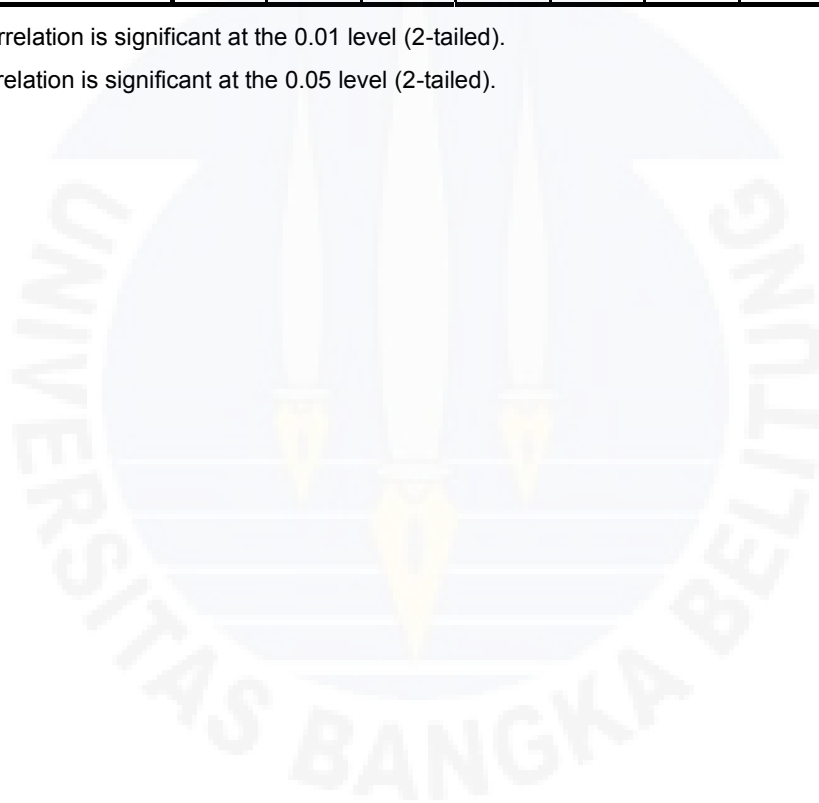 rrelation is significant at the 0.01 level (2-tailed).
relation is significant at the 0.05 level (2-tailed).
UNIVERSITAS BANGKA BELITUNG